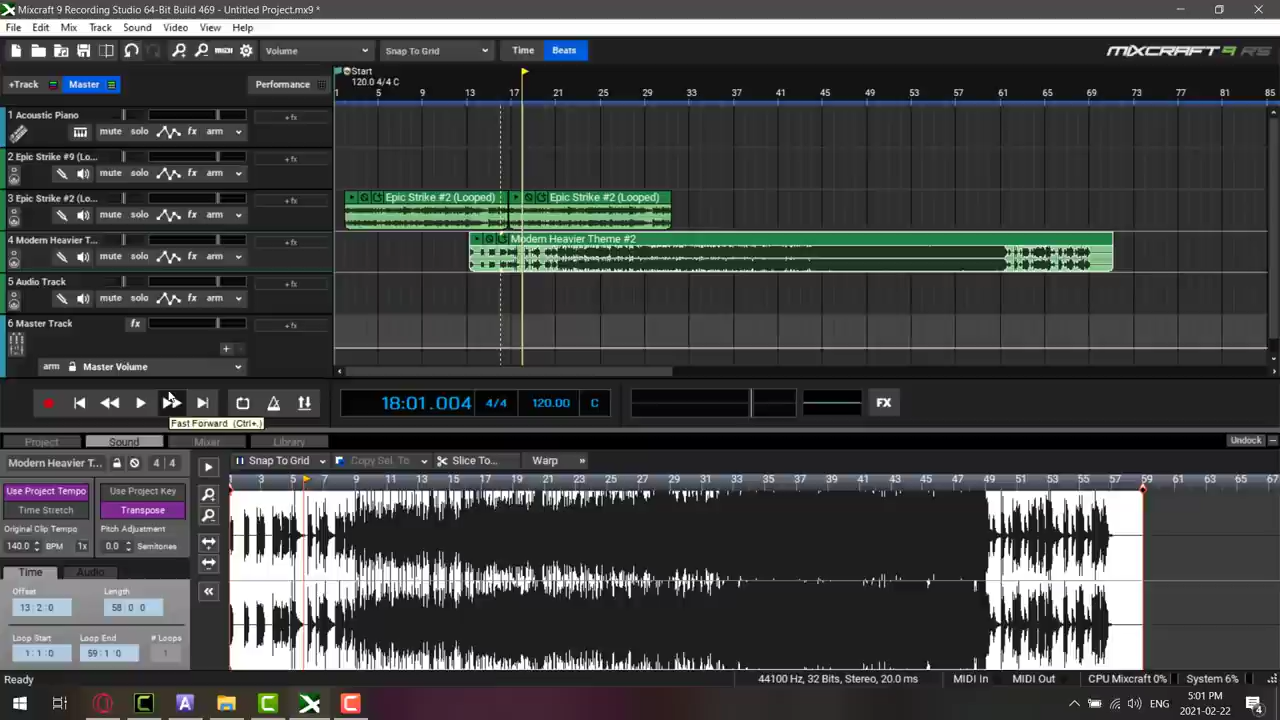 Mixcraft 9 Recording Studio 64-Bit Build 469 - Untitled Project.mx9 *
File Edit Mix Track Sound Video View Help
Volume Snap To Grid Time Beats MIXCRAFT 9 RS
Start
120.0 4/4 C
+Track Master Performance
1 5 9 13 17 21 25 29 33 37 41 45 49 53 57 61 65 69 73 77 81 85
1 Acoustic Piano
mute solo fx arm +fx
2 Epic Strike #9 (Lo...
mute solo fx arm +fx
3 Epic Strike #2 (Lo...
mute solo fx arm +fx
Epic Strike #2 (Looped) Epic Strike #2 (Looped)
4 Modern Heavier T...
mute solo fx arm +fx
Modern Heavier Theme #2
5 Audio Track
mute solo fx arm +fx
6 Master Track fx +fx
arm Master Volume
18:01.004 4/4 120.00 C FX
Fast Forward (Ctrl+.)
Project Sound Mixer Library Undock
Modern Heavier T... 4 4 Snap To Grid Copy Sel. To Slice To... Warp »
3 5 7 9 11 13 15 17 19 21 23 25 27 29 31 33 35 37 39 41 43 45 47 49 51 53 55 57 59 61 63 65 67
Use Project Tempo Use Project Key
Time Stretch Transpose
Original Clip Tempo Pitch Adjustment
140.0 BPM 1x 0.0 Semitones
Time Audio
Offset Length
13 : 2 : 0 58 : 0 : 0
Loop Start Loop End # Loops
1 : 1 : 0 59 : 1 : 0 1
Ready 44100 Hz, 32 Bits, Stereo, 20.0 ms MIDI In MIDI Out CPU Mixcraft 0% System 6%
ENG
5:01 PM
2021-02-22
4